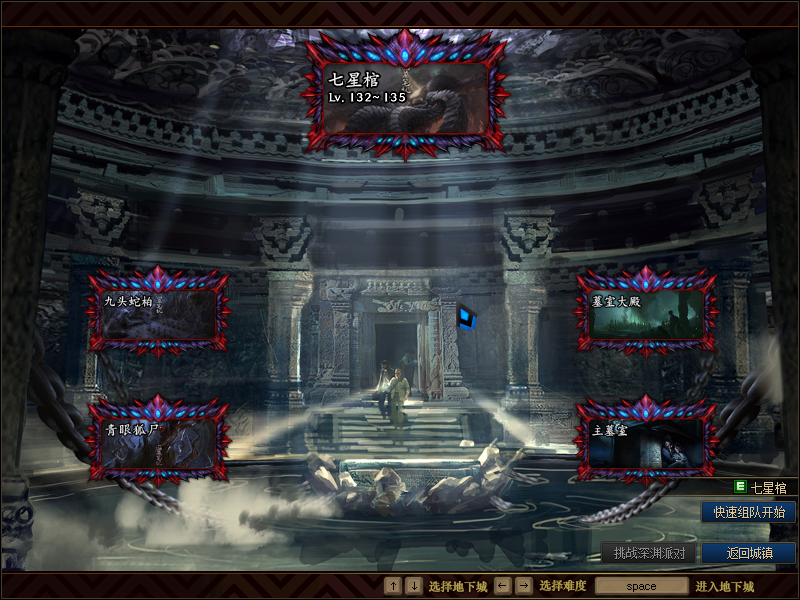 七星棺
Lv. 132~135
九头蛇柏
墓室大殿
青眼狐尸
主墓室
E 七星棺
快速组队开始
挑战深渊派对
返回城镇
↑ ↓ 选择地下城 ← → 选择难度 space 进入地下城